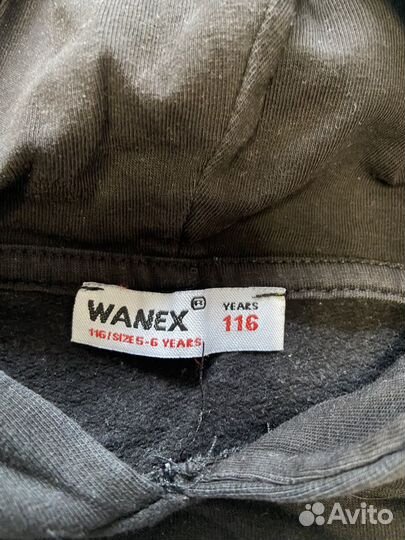 WANEX ®
116/SIZE 5-6 YEARS
YEARS
116
Avito